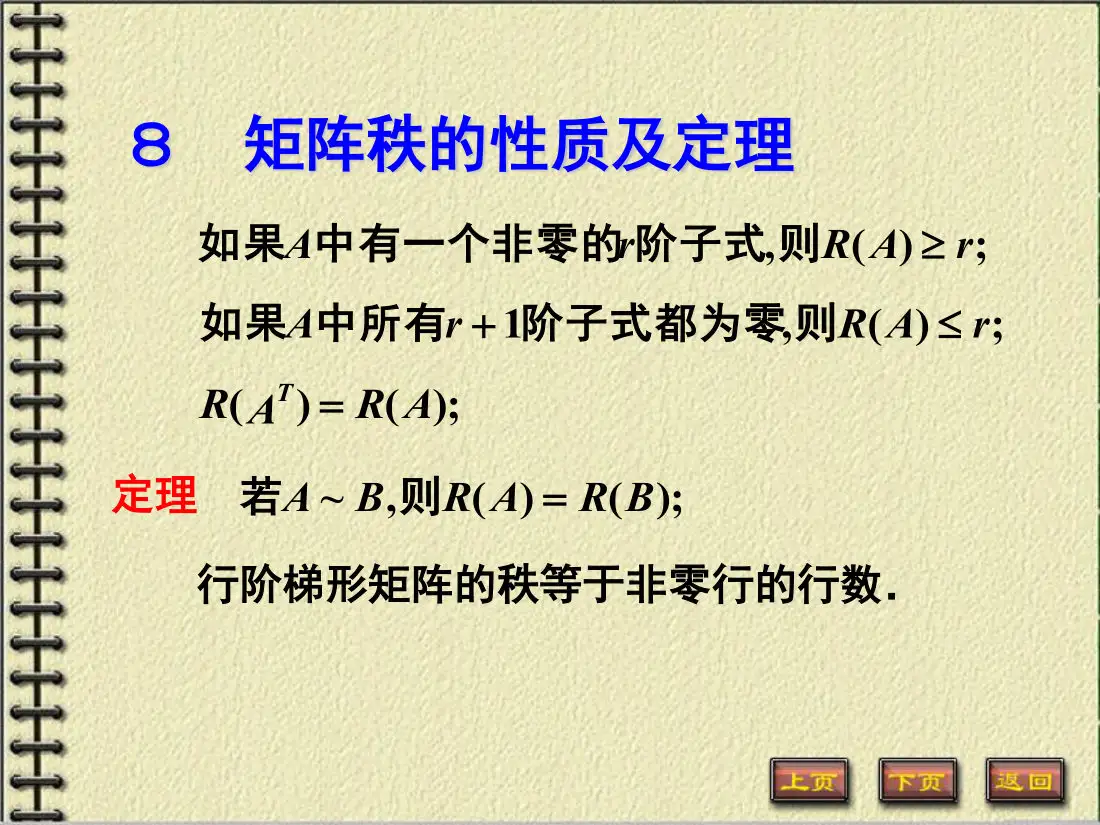 8 矩阵秩的性质及定理
如果A中有一个非零的r阶子式,则R(A)≥r;
如果A中所有r+1阶子式都为零,则R(A)≤r;
R(Aᵀ)=R(A);
定理 若A~B,则R(A)=R(B);
行阶梯形矩阵的秩等于非零行的行数.
上页 下页 返回